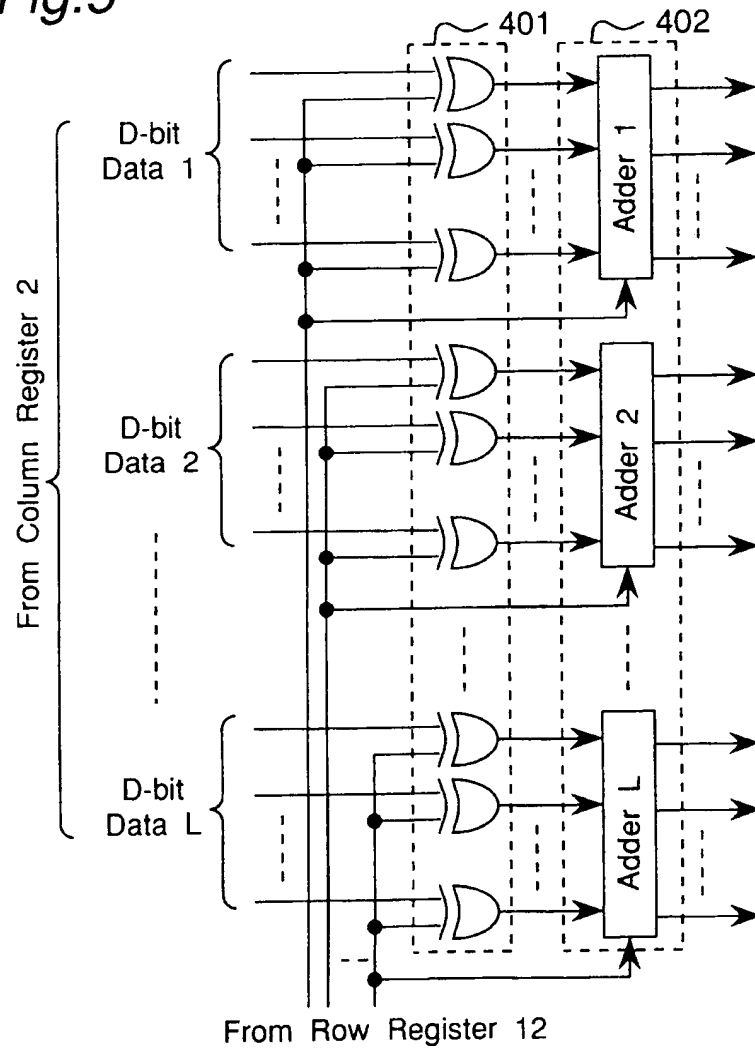 Fig.5
401
402
D-bit
Data 1
Adder 1
From Column Register 2
D-bit
Data 2
Adder 2
D-bit
Data L
Adder L
From Row Register 12